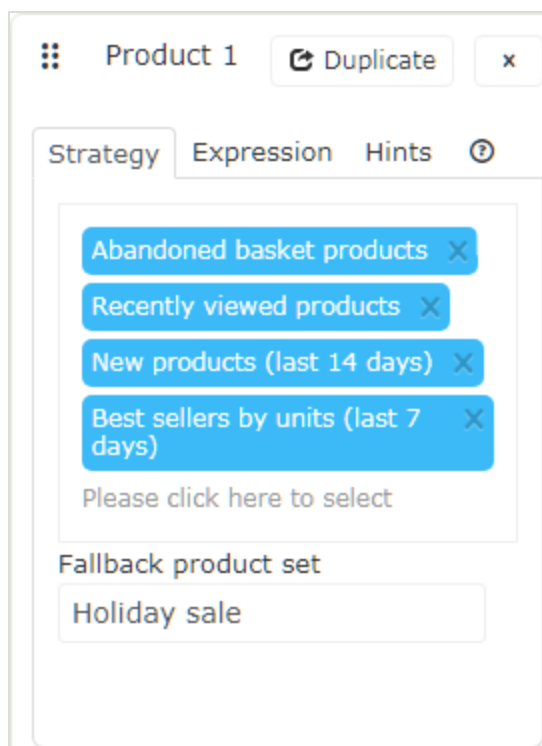 Product 1 Duplicate x
Strategy Expression Hints ?
Abandoned basket products x
Recently viewed products x
New products (last 14 days) x
Best sellers by units (last 7 x
days)
Please click here to select
Fallback product set
Holiday sale